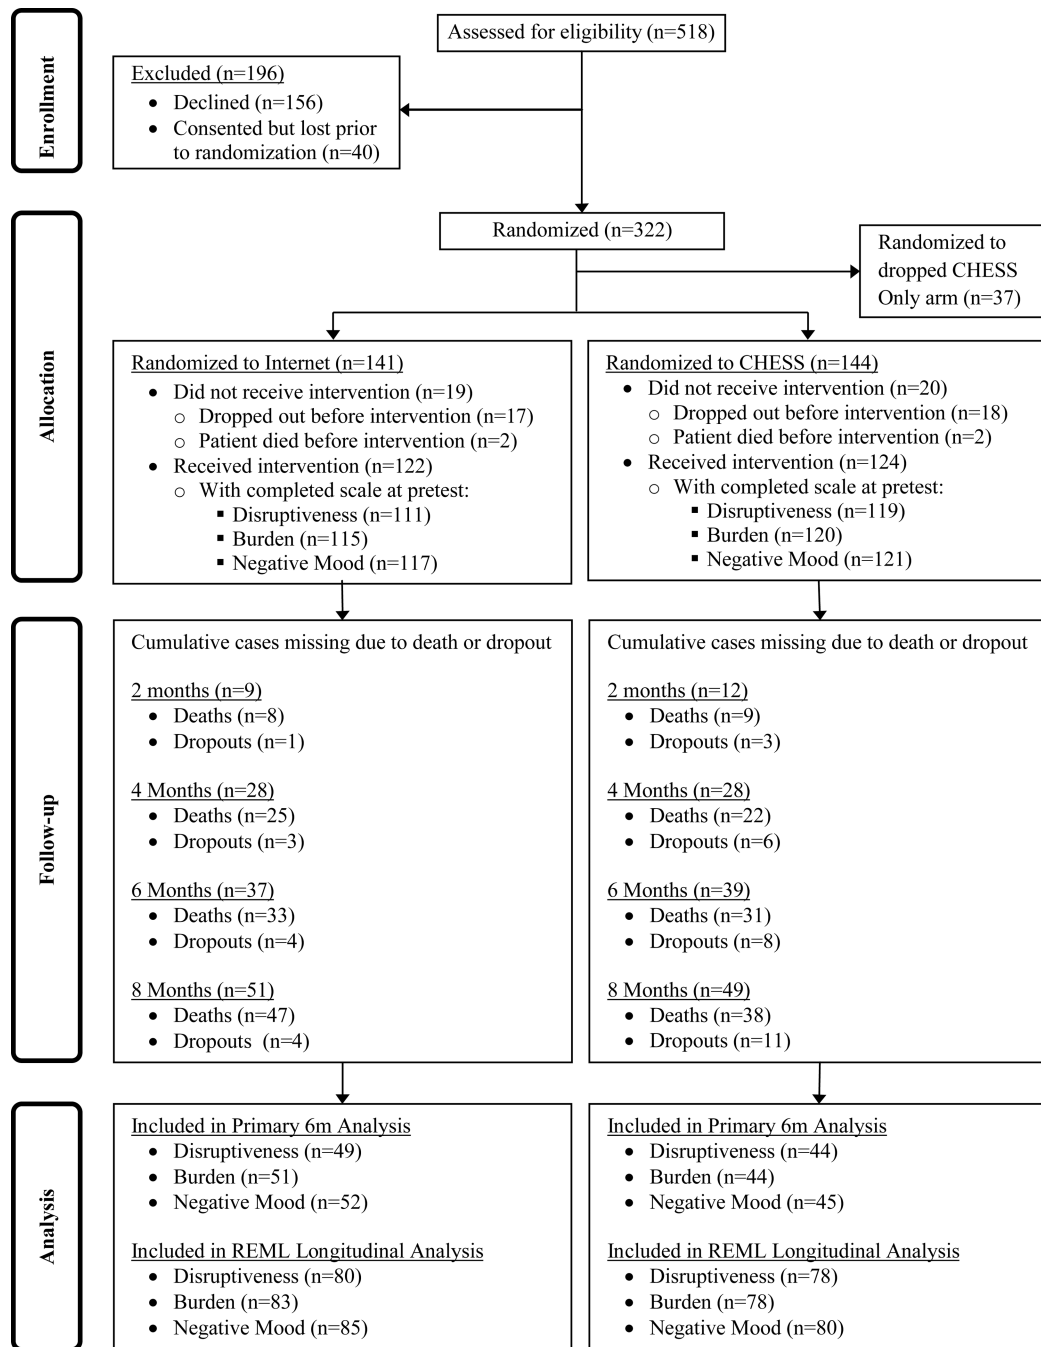 Enrollment
Assessed for eligibility (n=518)
Excluded (n=196)
● Declined (n=156)
● Consented but lost prior
to randomization (n=40)
Allocation
Randomized (n=322)
Randomized to
dropped CHESS
Only arm (n=37)
Randomized to Internet (n=141)
● Did not receive intervention (n=19)
o Dropped out before intervention (n=17)
o Patient died before intervention (n=2)
● Received intervention (n=122)
o With completed scale at pretest:
▪ Disruptiveness (n=111)
▪ Burden (n=115)
▪ Negative Mood (n=117)
Randomized to CHESS (n=144)
● Did not receive intervention (n=20)
o Dropped out before intervention (n=18)
o Patient died before intervention (n=2)
● Received intervention (n=124)
o With completed scale at pretest:
▪ Disruptiveness (n=119)
▪ Burden (n=120)
▪ Negative Mood (n=121)
Follow-up
Cumulative cases missing due to death or dropout
2 months (n=9)
● Deaths (n=8)
● Dropouts (n=1)
4 Months (n=28)
● Deaths (n=25)
● Dropouts (n=3)
6 Months (n=37)
● Deaths (n=33)
● Dropouts (n=4)
8 Months (n=51)
● Deaths (n=47)
● Dropouts (n=4)
Cumulative cases missing due to death or dropout
2 months (n=12)
● Deaths (n=9)
● Dropouts (n=3)
4 Months (n=28)
● Deaths (n=22)
● Dropouts (n=6)
6 Months (n=39)
● Deaths (n=31)
● Dropouts (n=8)
8 Months (n=49)
● Deaths (n=38)
● Dropouts (n=11)
Analysis
Included in Primary 6m Analysis
● Disruptiveness (n=49)
● Burden (n=51)
● Negative Mood (n=52)
Included in REML Longitudinal Analysis
● Disruptiveness (n=80)
● Burden (n=83)
● Negative Mood (n=85)
Included in Primary 6m Analysis
● Disruptiveness (n=44)
● Burden (n=44)
● Negative Mood (n=45)
Included in REML Longitudinal Analysis
● Disruptiveness (n=78)
● Burden (n=78)
● Negative Mood (n=80)